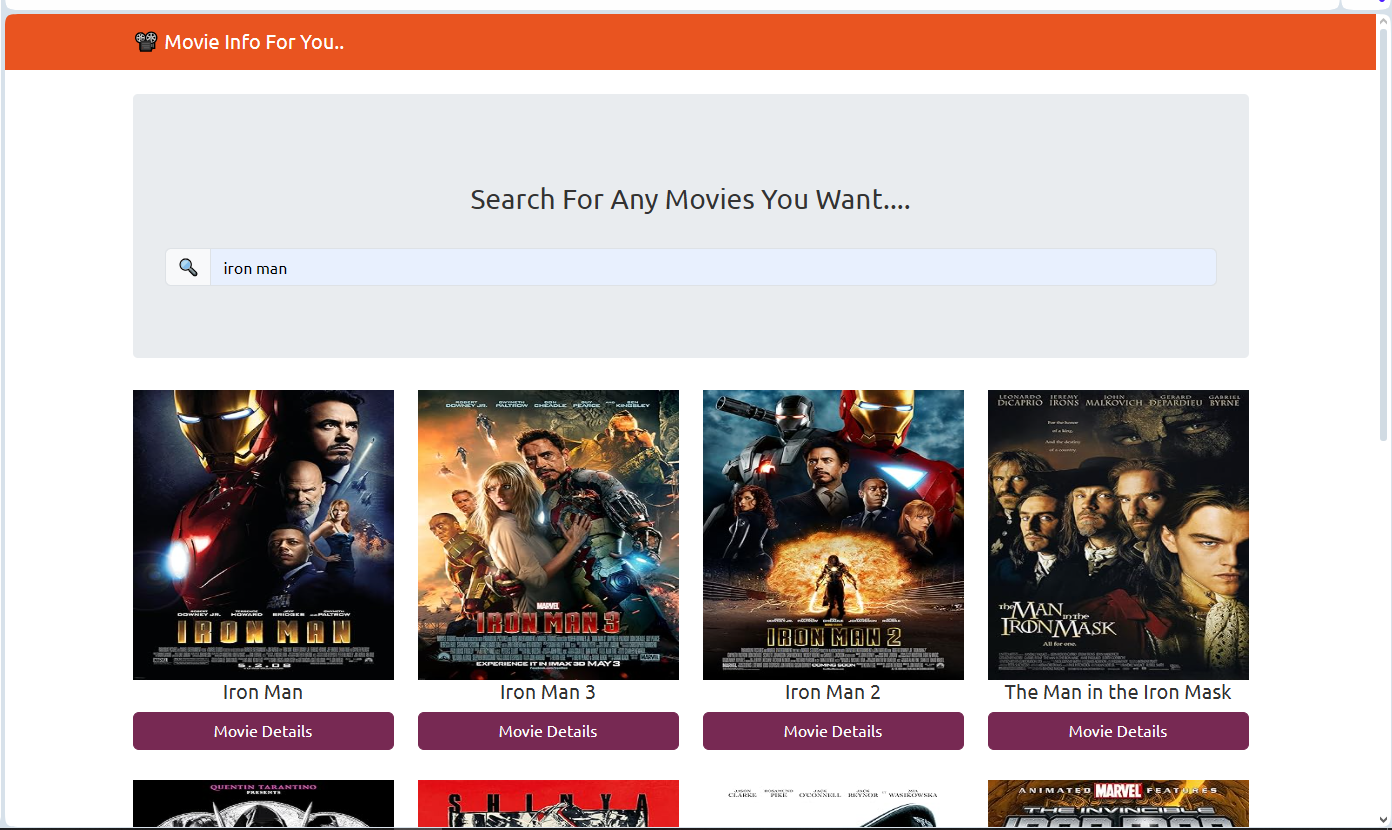 Movie Info For You..
Search For Any Movies You Want....
iron man
ROBERT DOWNEY JR. TERRENCE HOWARD JEFF BRIDGES AND GWYNETH PALTROW
IRON MAN
5.2.08
Iron Man
Movie Details
ROBERT DOWNEY JR. GWYNETH PALTROW DON CHEADLE GUY PEARCE AND BEN KINGSLEY
MARVEL
IRON MAN 3
EXPERIENCE IT IN IMAX 3D MAY 3
Iron Man 3
Movie Details
IRON MAN 2
COMING SOON
Iron Man 2
Movie Details
LEONARDO DiCAPRIO JEREMY IRONS JOHN MALKOVICH GERARD DEPARDIEU GABRIEL BYRNE
For the honor
of a king.
And the destiny
of a country.
THE MAN in the IRON MASK
All for one.
The Man in the Iron Mask
Movie Details
QUENTIN TARANTINO
PRESENTS
SHINYA
JASON CLARKE ROSAMUND PIKE JACK O'CONNELL JACK REYNOR MIA WASIKOWSKA
ANIMATED MARVEL FEATURES
THE INVINCIBLE
IRON MAN